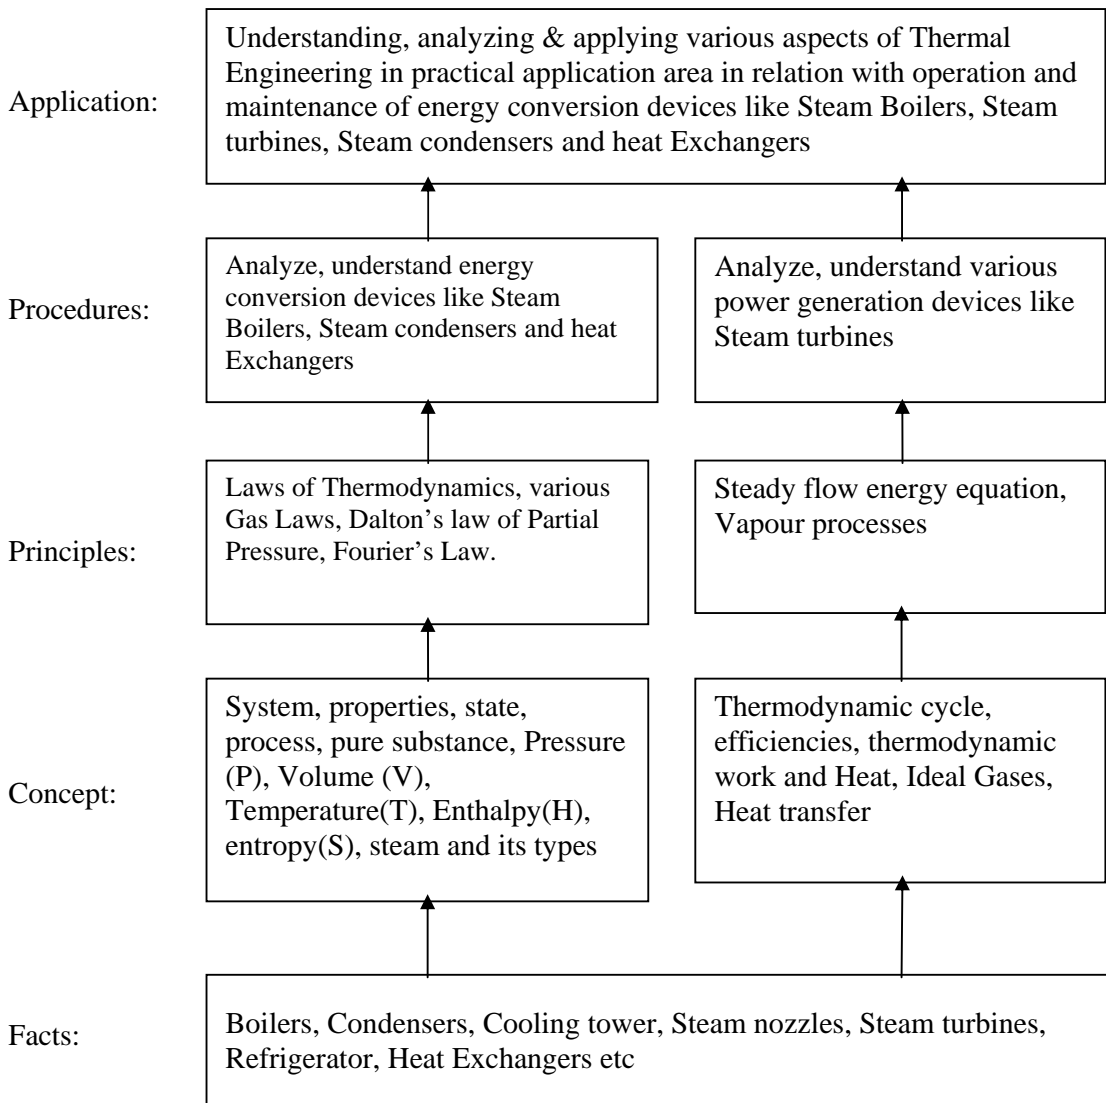 Application:
Understanding, analyzing & applying various aspects of Thermal
Engineering in practical application area in relation with operation and
maintenance of energy conversion devices like Steam Boilers, Steam
turbines, Steam condensers and heat Exchangers
Procedures:
Analyze, understand energy
conversion devices like Steam
Boilers, Steam condensers and heat
Exchangers
Analyze, understand various
power generation devices like
Steam turbines
Principles:
Laws of Thermodynamics, various
Gas Laws, Dalton’s law of Partial
Pressure, Fourier’s Law.
Steady flow energy equation,
Vapour processes
Concept:
System, properties, state,
process, pure substance, Pressure
(P), Volume (V),
Temperature(T), Enthalpy(H),
entropy(S), steam and its types
Thermodynamic cycle,
efficiencies, thermodynamic
work and Heat, Ideal Gases,
Heat transfer
Facts:
Boilers, Condensers, Cooling tower, Steam nozzles, Steam turbines,
Refrigerator, Heat Exchangers etc